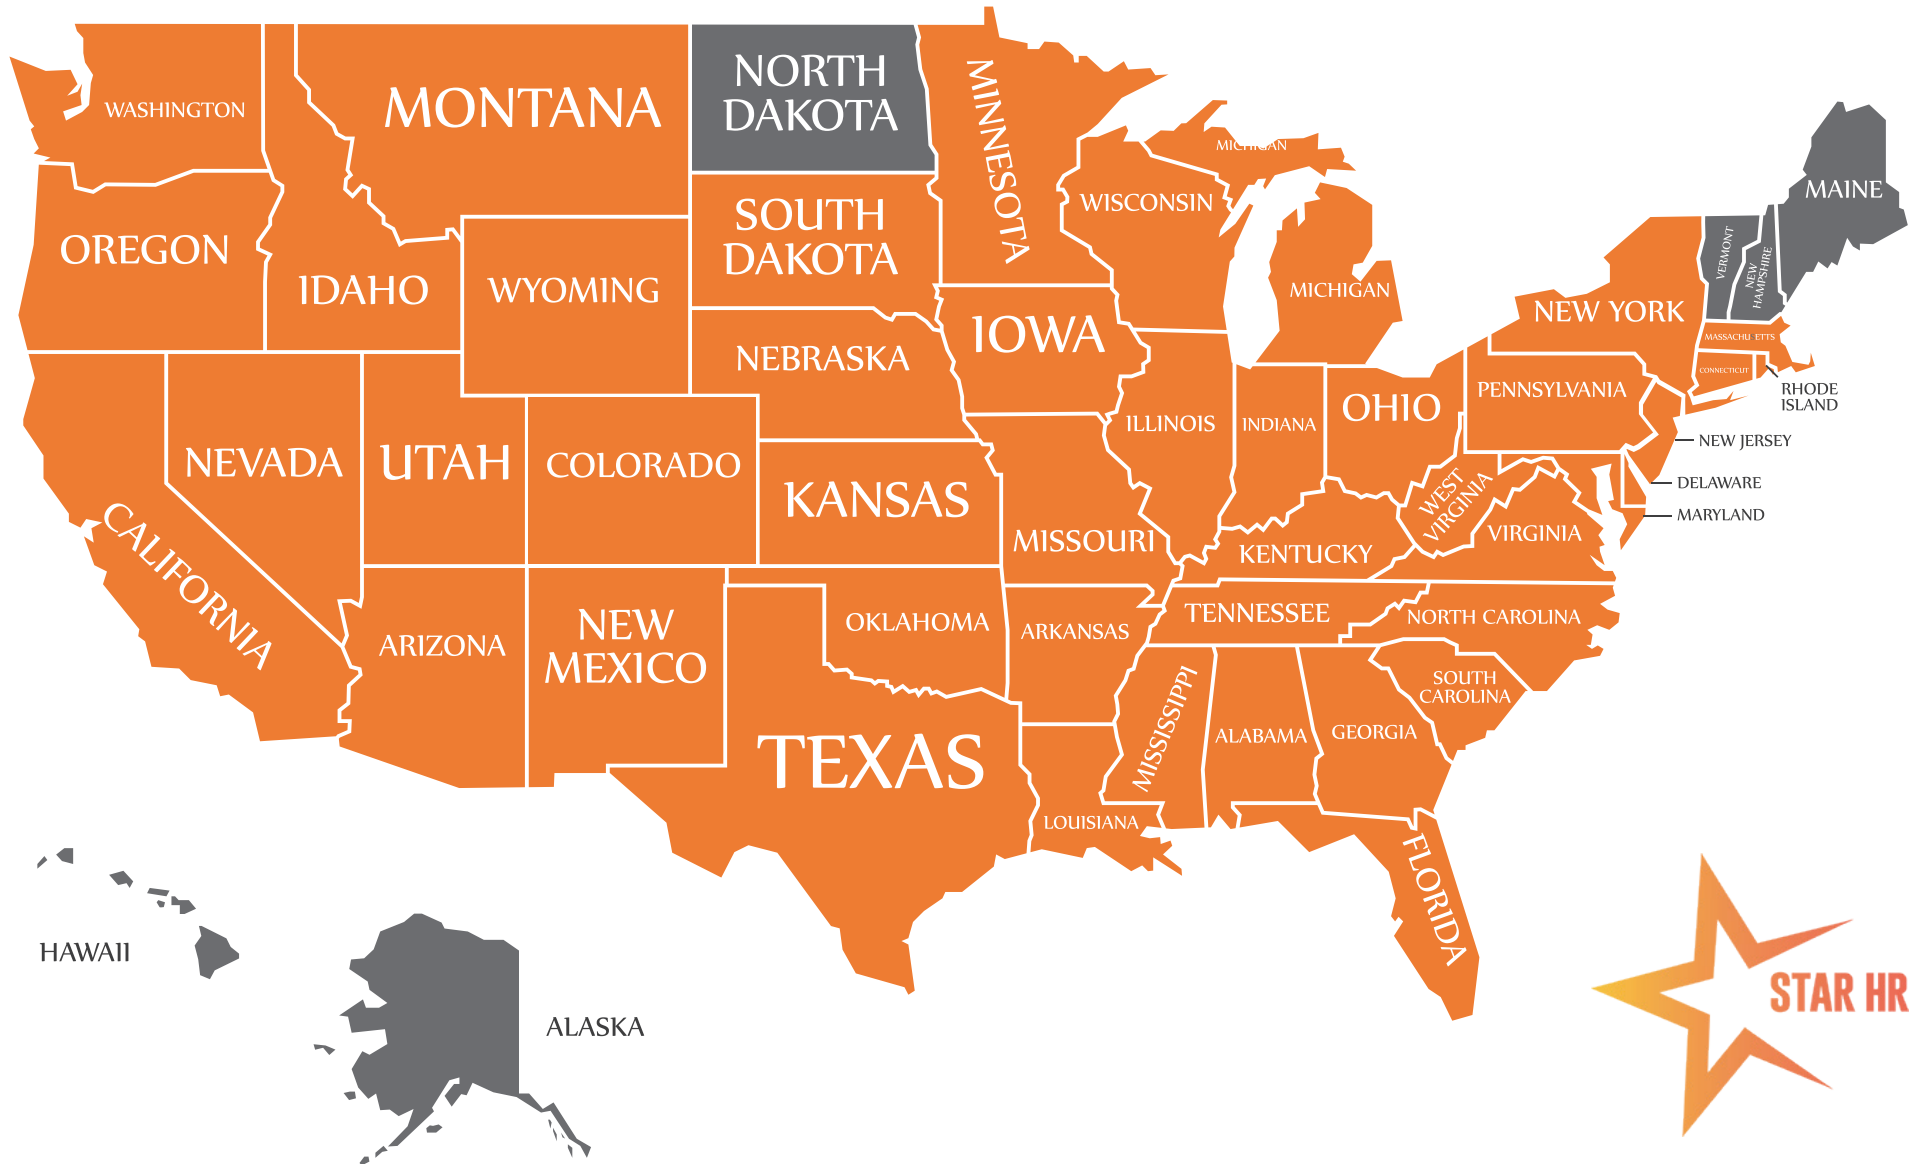 WASHINGTON
MONTANA
NORTH
DAKOTA
MINNESOTA
MICHIGAN
WISCONSIN
MAINE
VERMONT
NEW
HAMPSHIRE
OREGON
IDAHO
WYOMING
SOUTH
DAKOTA
MICHIGAN
NEW YORK
MASSACHUSETTS
CONNECTICUT
RHODE
ISLAND
IOWA
NEBRASKA
PENNSYLVANIA
OHIO
ILLINOIS
INDIANA
NEW JERSEY
NEVADA
UTAH
COLORADO
KANSAS
MISSOURI
WEST
VIRGINIA
DELAWARE
MARYLAND
VIRGINIA
KENTUCKY
CALIFORNIA
ARIZONA
NEW
MEXICO
OKLAHOMA
ARKANSAS
TENNESSEE
NORTH CAROLINA
SOUTH
CAROLINA
TEXAS
LOUISIANA
MISSISSIPPI
ALABAMA
GEORGIA
FLORIDA
HAWAII
ALASKA
STAR HR